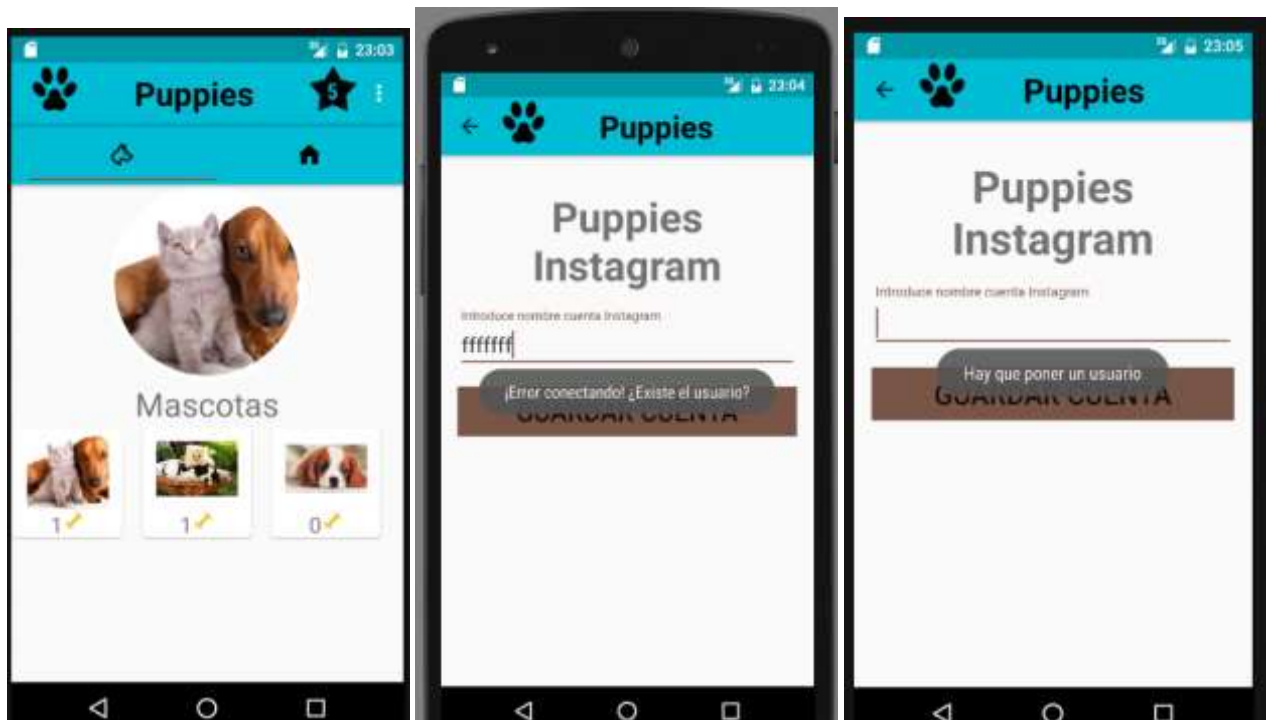 23:03
Puppies
5
Mascotas
1
1
0
23:04
Puppies
Puppies
Instagram
Introduce nombre cuenta Instagram
fffffff
¡Error conectando! ¿Existe el usuario?
GUARDAR CUENTA
23:05
Puppies
Puppies
Instagram
Introduce nombre cuenta Instagram
Hay que poner un usuario
GUARDAR CUENTA